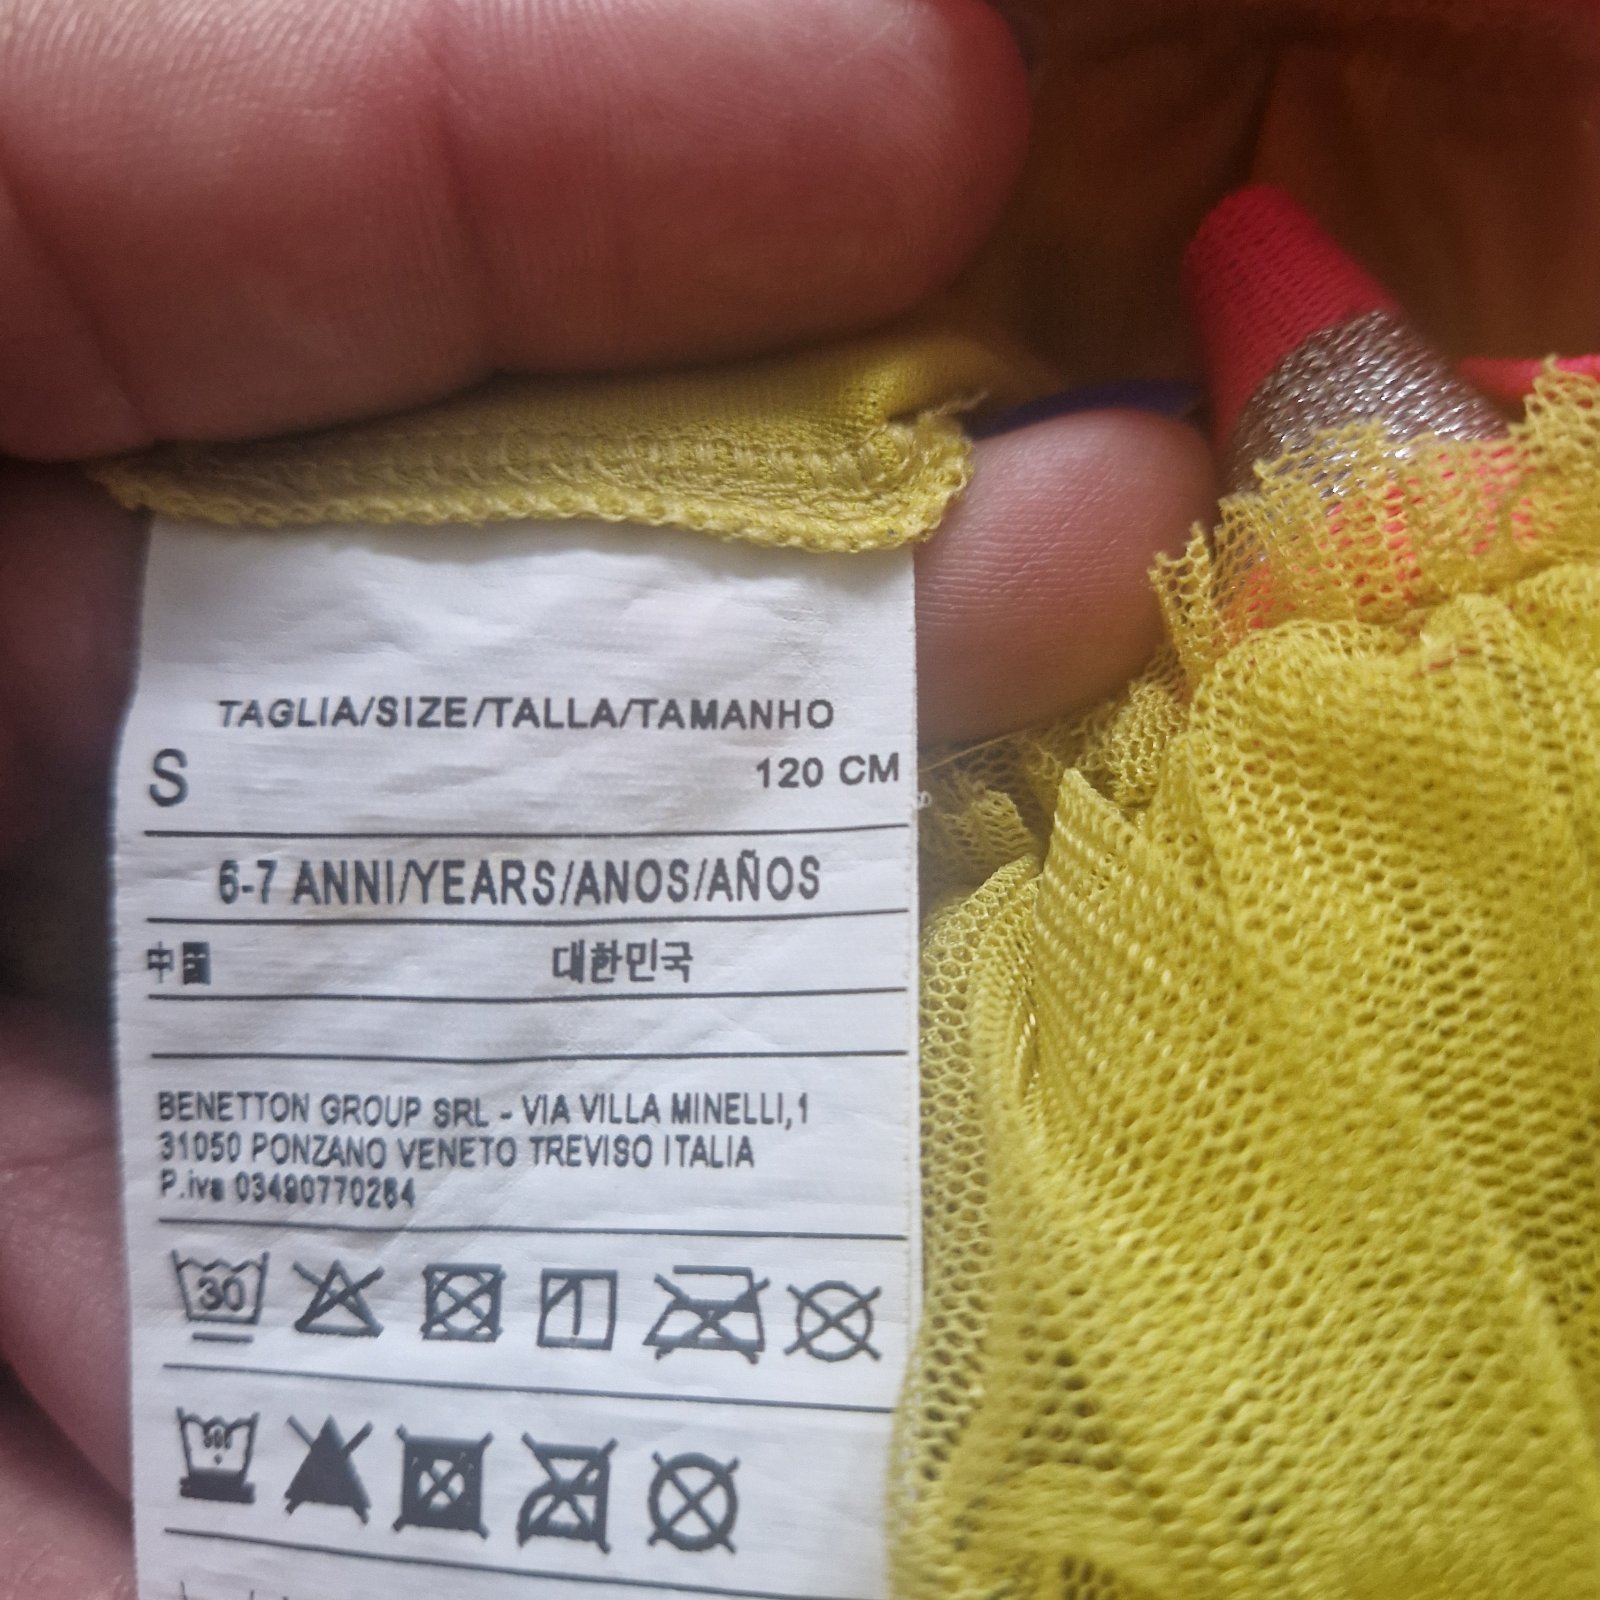 TAGLIA/SIZE/TALLA/TAMANHO
S 120 CM
6-7 ANNI/YEARS/ANOS/AÑOS
中國 대한민국
BENETTON GROUP SRL - VIA VILLA MINELLI,1
31050 PONZANO VENETO TREVISO ITALIA
P.iva 03490770264
30